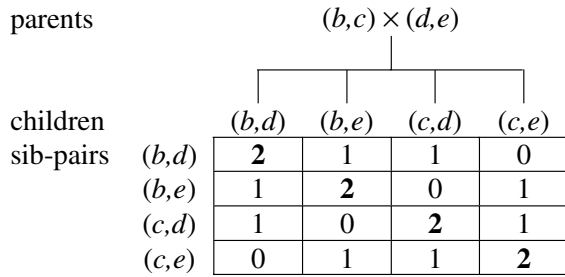 parents (b,c) × (d,e)
children (b,d) (b,e) (c,d) (c,e)
sib-pairs (b,d) 2 1 1 0
(b,e) 1 2 0 1
(c,d) 1 0 2 1
(c,e) 0 1 1 2